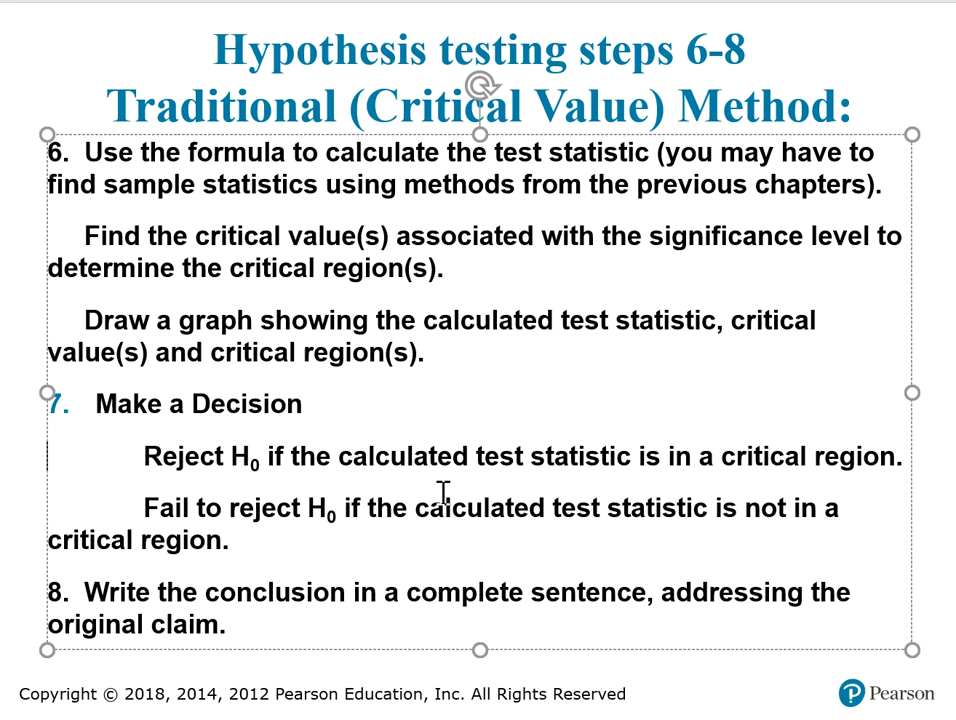 Hypothesis testing steps 6-8
Traditional (Critical Value) Method:
6. Use the formula to calculate the test statistic (you may have to
find sample statistics using methods from the previous chapters).
Find the critical value(s) associated with the significance level to
determine the critical region(s).
Draw a graph showing the calculated test statistic, critical
value(s) and critical region(s).
7. Make a Decision
Reject H₀ if the calculated test statistic is in a critical region.
Fail to reject H₀ if the calculated test statistic is not in a
critical region.
8. Write the conclusion in a complete sentence, addressing the
original claim.
Copyright © 2018, 2014, 2012 Pearson Education, Inc. All Rights Reserved
P Pearson